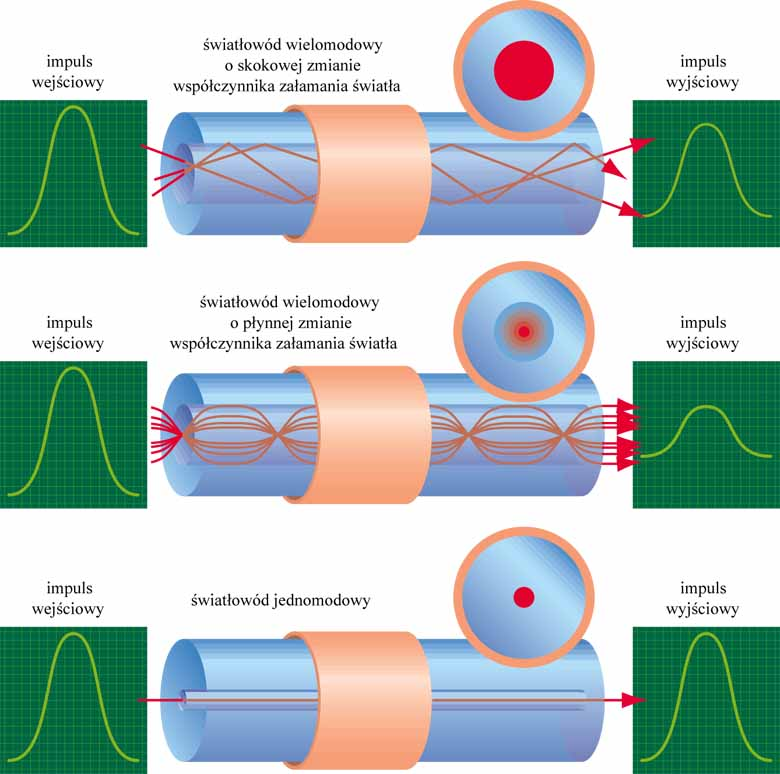 impuls
wejściowy
światłowód wielomodowy
o skokowej zmianie
współczynnika załamania światła
impuls
wyjściowy
impuls
wejściowy
światłowód wielomodowy
o płynnej zmianie
współczynnika załamania światła
impuls
wyjściowy
impuls
wejściowy
światłowód jednomodowy
impuls
wyjściowy